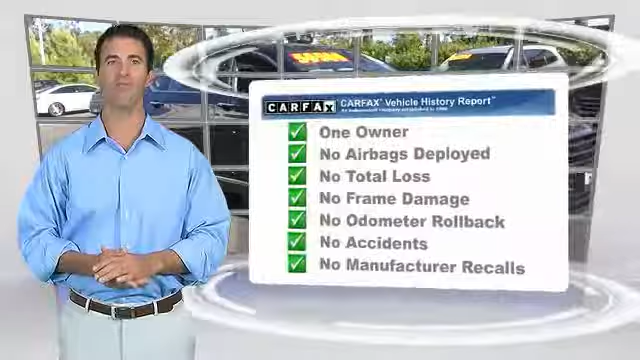 CARFAX
CARFAX Vehicle History Report™
One Owner
No Airbags Deployed
No Total Loss
No Frame Damage
No Odometer Rollback
No Accidents
No Manufacturer Recalls